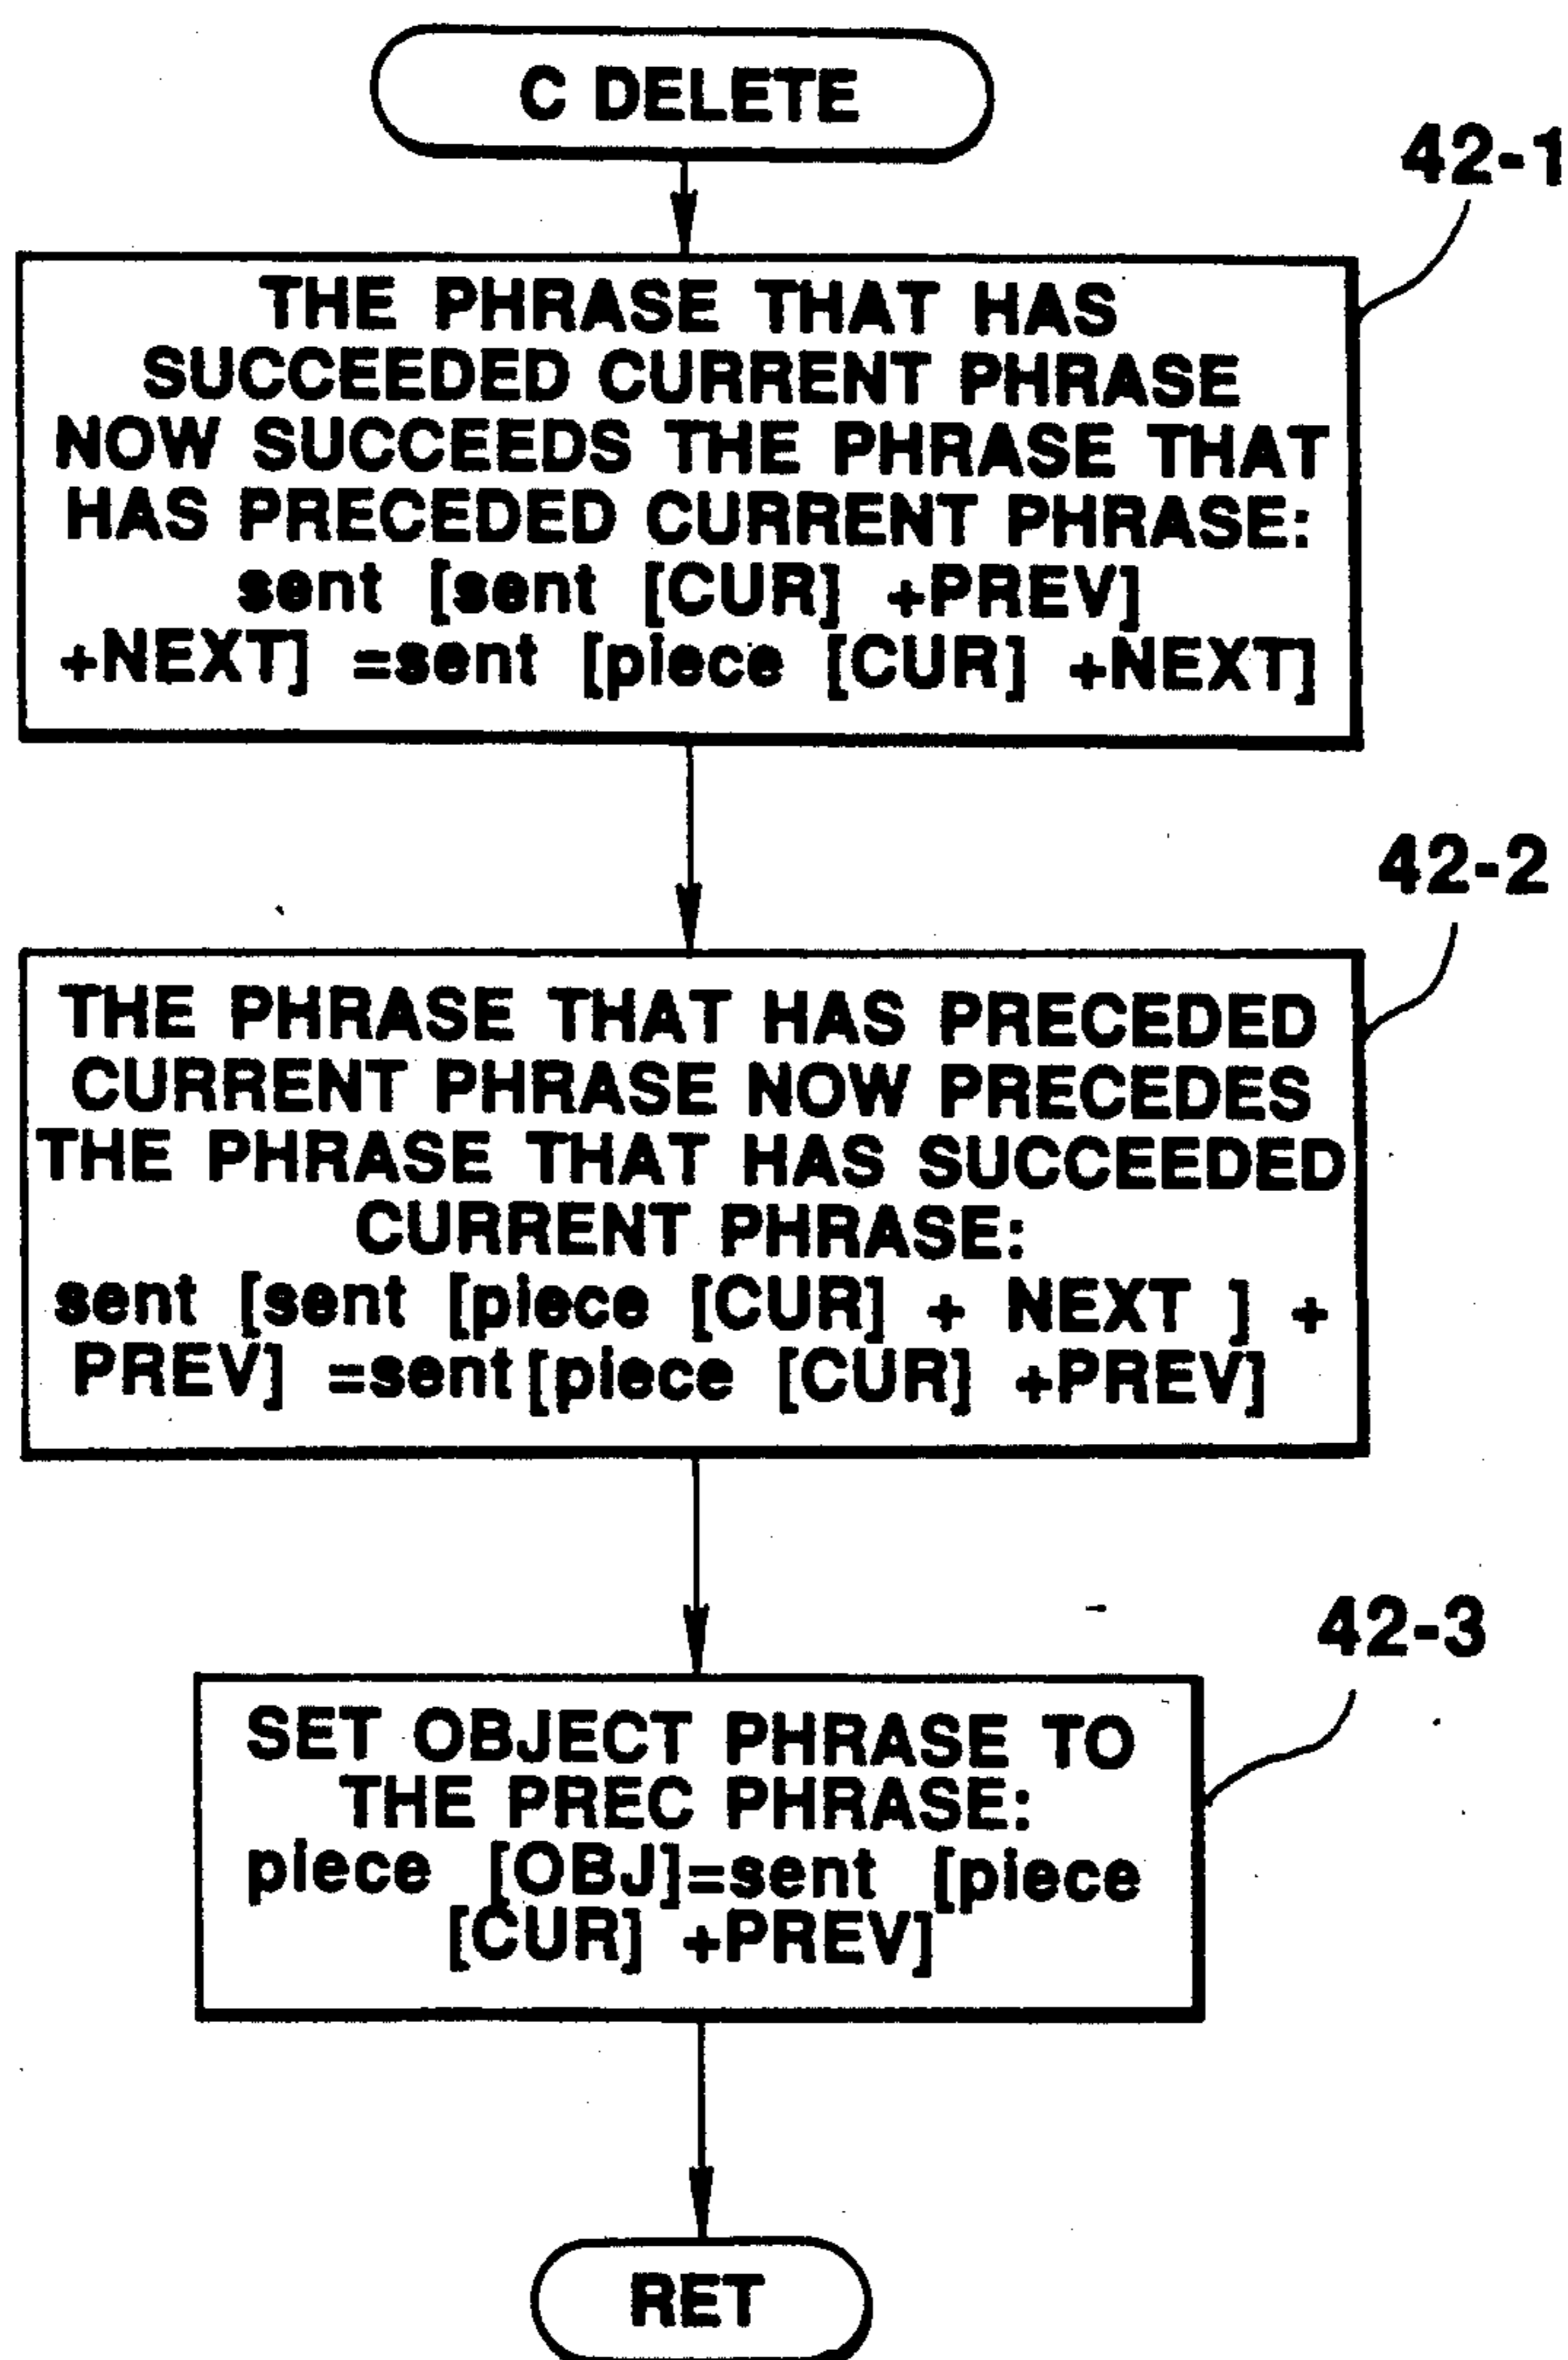 C DELETE
42-1
THE PHRASE THAT HAS
SUCCEEDED CURRENT PHRASE
NOW SUCCEEDS THE PHRASE THAT
HAS PRECEDED CURRENT PHRASE:
sent [sent [CUR] +PREV]
+NEXT] =sent [piece [CUR] +NEXT]
42-2
THE PHRASE THAT HAS PRECEDED
CURRENT PHRASE NOW PRECEDES
THE PHRASE THAT HAS SUCCEEDED
CURRENT PHRASE:
sent [sent [piece [CUR] + NEXT ] +
PREV] =sent [piece [CUR] +PREV]
42-3
SET OBJECT PHRASE TO
THE PREC PHRASE:
piece [OBJ]=sent [piece
[CUR] +PREV]
RET